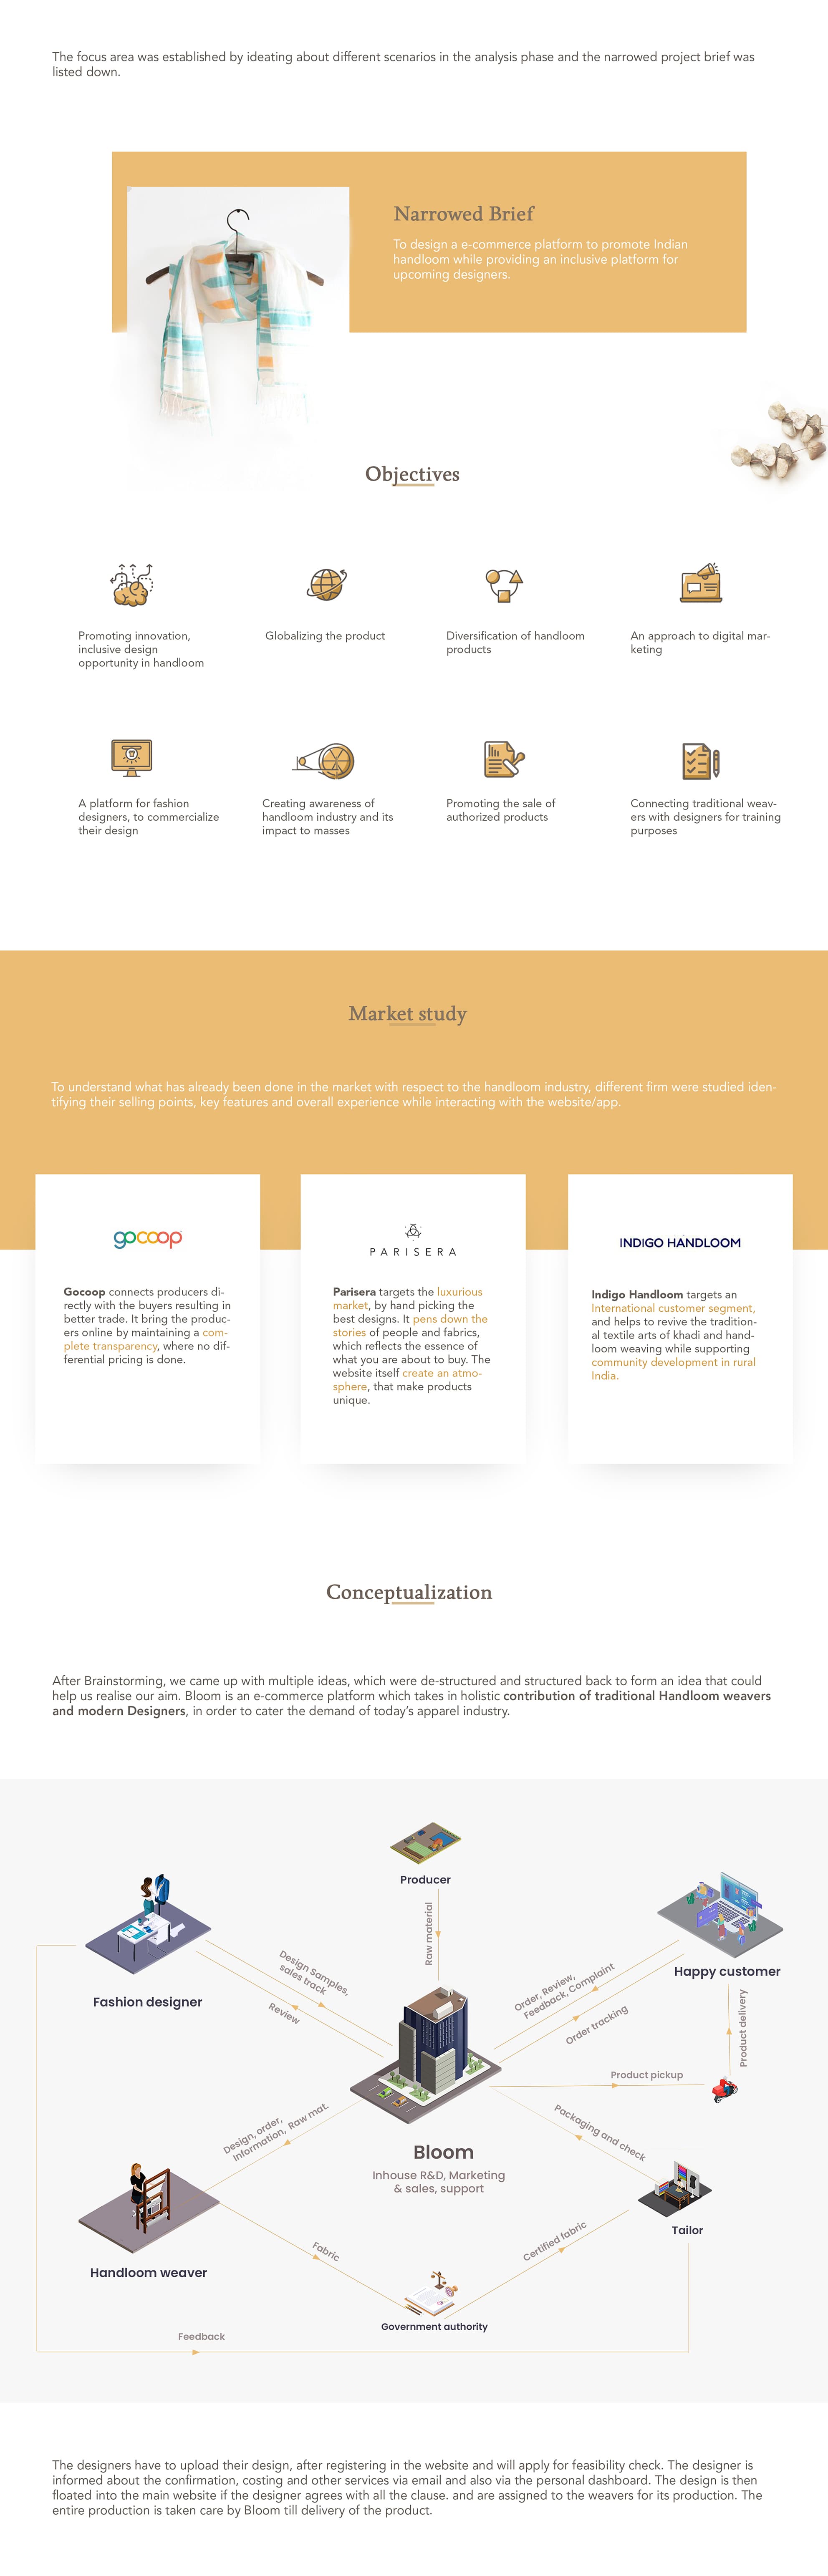 The focus area was established by ideating about different scenarios in the analysis phase and the narrowed project brief was
listed down.
Narrowed Brief
To design a e-commerce platform to promote Indian
handloom while providing an inclusive platform for
upcoming designers.
Objectives
Promoting innovation,
inclusive design
opportunity in handloom
Globalizing the product
Diversification of handloom
products
An approach to digital mar-
keting
A platform for fashion
designers, to commercialize
their design
Creating awareness of
handloom industry and its
impact to masses
Promoting the sale of
authorized products
Connecting traditional weav-
ers with designers for training
purposes
Market study
To understand what has already been done in the market with respect to the handloom industry, different firm were studied iden-
tifying their selling points, key features and overall experience while interacting with the website/app.
gocoop
Gocoop connects producers di-
rectly with the buyers resulting in
better trade. It bring the produc-
ers online by maintaining a com-
plete transparency, where no dif-
ferential pricing is done.
PARISERA
Parisera targets the luxurious
market, by hand picking the
best designs. It pens down the
stories of people and fabrics,
which reflects the essence of
what you are about to buy. The
website itself create an atmo-
sphere, that make products
unique.
INDIGO HANDLOOM
Indigo Handloom targets an
International customer segment,
and helps to revive the tradition-
al textile arts of khadi and hand-
loom weaving while supporting
community development in rural
India.
Conceptualization
After Brainstorming, we came up with multiple ideas, which were de-structured and structured back to form an idea that could
help us realise our aim. Bloom is an e-commerce platform which takes in holistic contribution of traditional Handloom weavers
and modern Designers, in order to cater the demand of today's apparel industry.
Producer
Raw material
Fashion designer
Design Samples,
sales track
Review
Happy customer
Order, Review,
Feedback, Complaint
Order tracking
Product delivery
Product pickup
Design, order,
Information, Raw mat.
Packaging and check
Bloom
Inhouse R&D, Marketing
& sales, support
Tailor
Handloom weaver
Fabric
Certified fabric
Government authority
Feedback
The designers have to upload their design, after registering in the website and will apply for feasibility check. The designer is
informed about the confirmation, costing and other services via email and also via the personal dashboard. The design is then
floated into the main website if the designer agrees with all the clause. and are assigned to the weavers for its production. The
entire production is taken care by Bloom till delivery of the product.